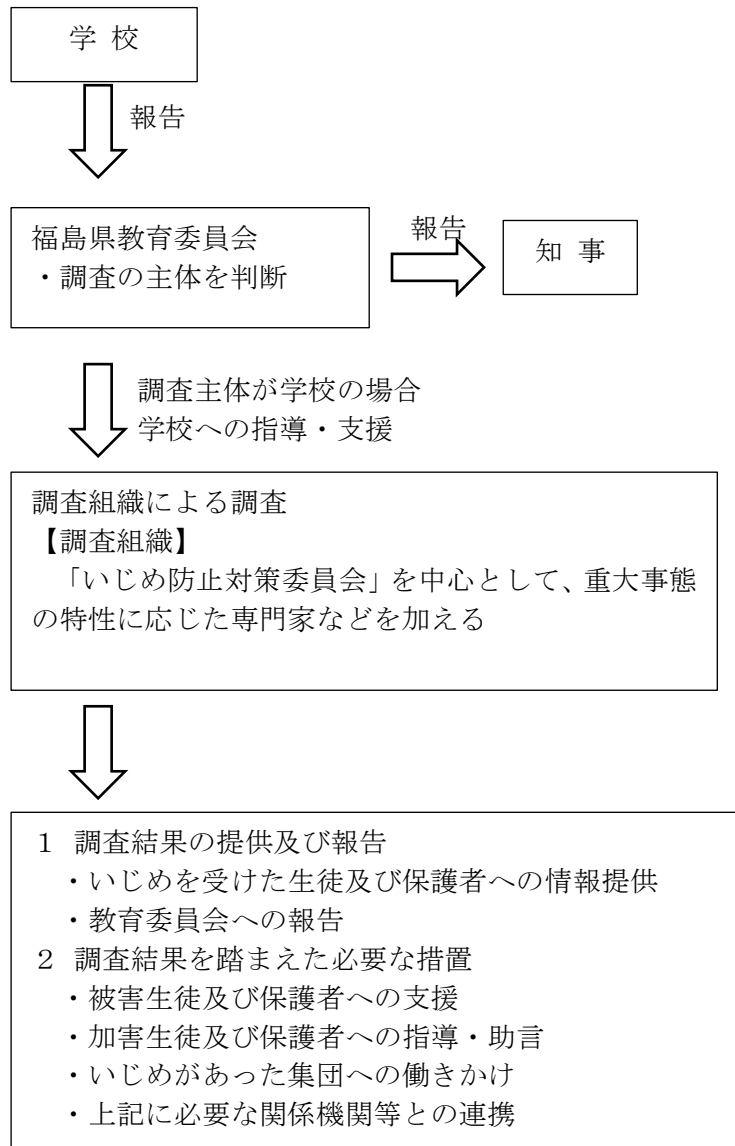 学 校
報告
福島県教育委員会
・調査の主体を判断
報告
知 事
調査主体が学校の場合
学校への指導・支援
調査組織による調査
【調査組織】
「いじめ防止対策委員会」を中心として、重大事態
の特性に応じた専門家などを加える
１ 調査結果の提供及び報告
・いじめを受けた生徒及び保護者への情報提供
・教育委員会への報告
２ 調査結果を踏まえた必要な措置
・被害生徒及び保護者への支援
・加害生徒及び保護者への指導・助言
・いじめがあった集団への働きかけ
・上記に必要な関係機関等との連携